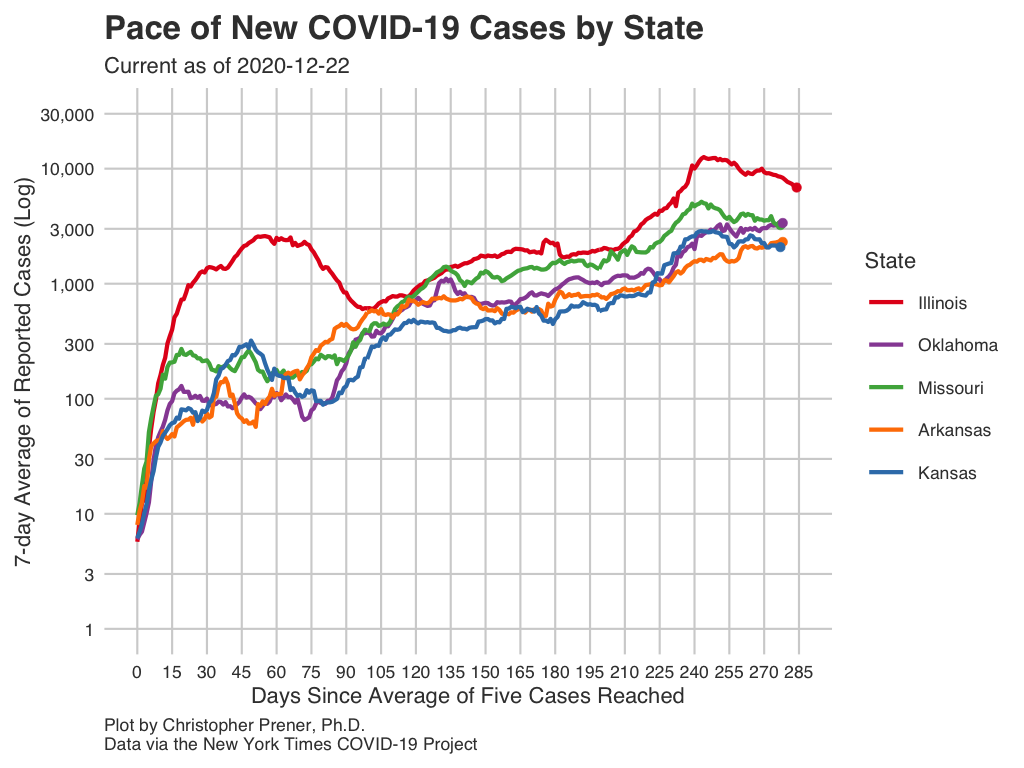 Pace of New COVID-19 Cases by State
Current as of 2020-12-22
7-day Average of Reported Cases (Log)
30,000
10,000
3,000
1,000
300
100
30
10
3
1
0 15 30 45 60 75 90 105 120 135 150 165 180 195 210 225 240 255 270 285
Days Since Average of Five Cases Reached
State
Illinois
Oklahoma
Missouri
Arkansas
Kansas
Plot by Christopher Prener, Ph.D.
Data via the New York Times COVID-19 Project